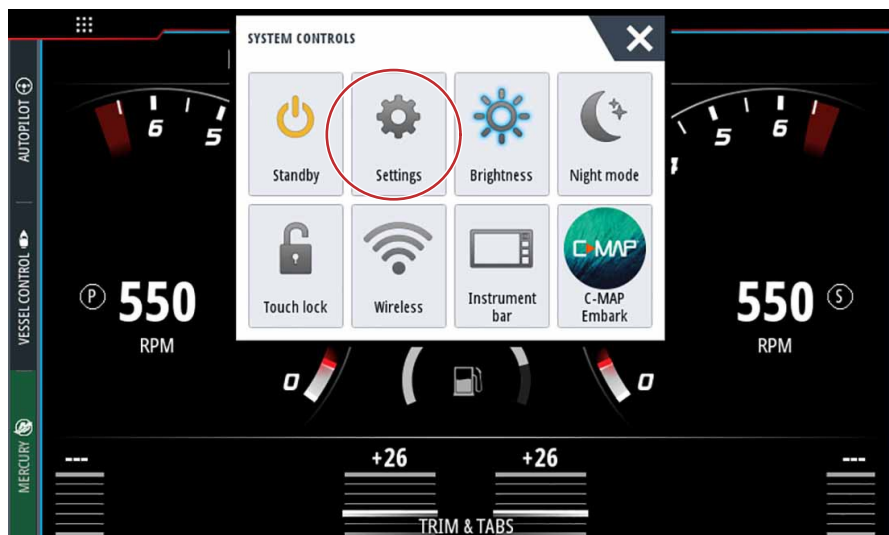 SYSTEM CONTROLS
Standby
Settings
Brightness
Night mode
Touch lock
Wireless
Instrument
bar
C-MAP
C-MAP
Embark
AUTOPILOT
VESSEL CONTROL
MERCURY
6
5
5
6
P
550
RPM
550
S
RPM
0
0
---
+26
+26
---
TRIM & TABS